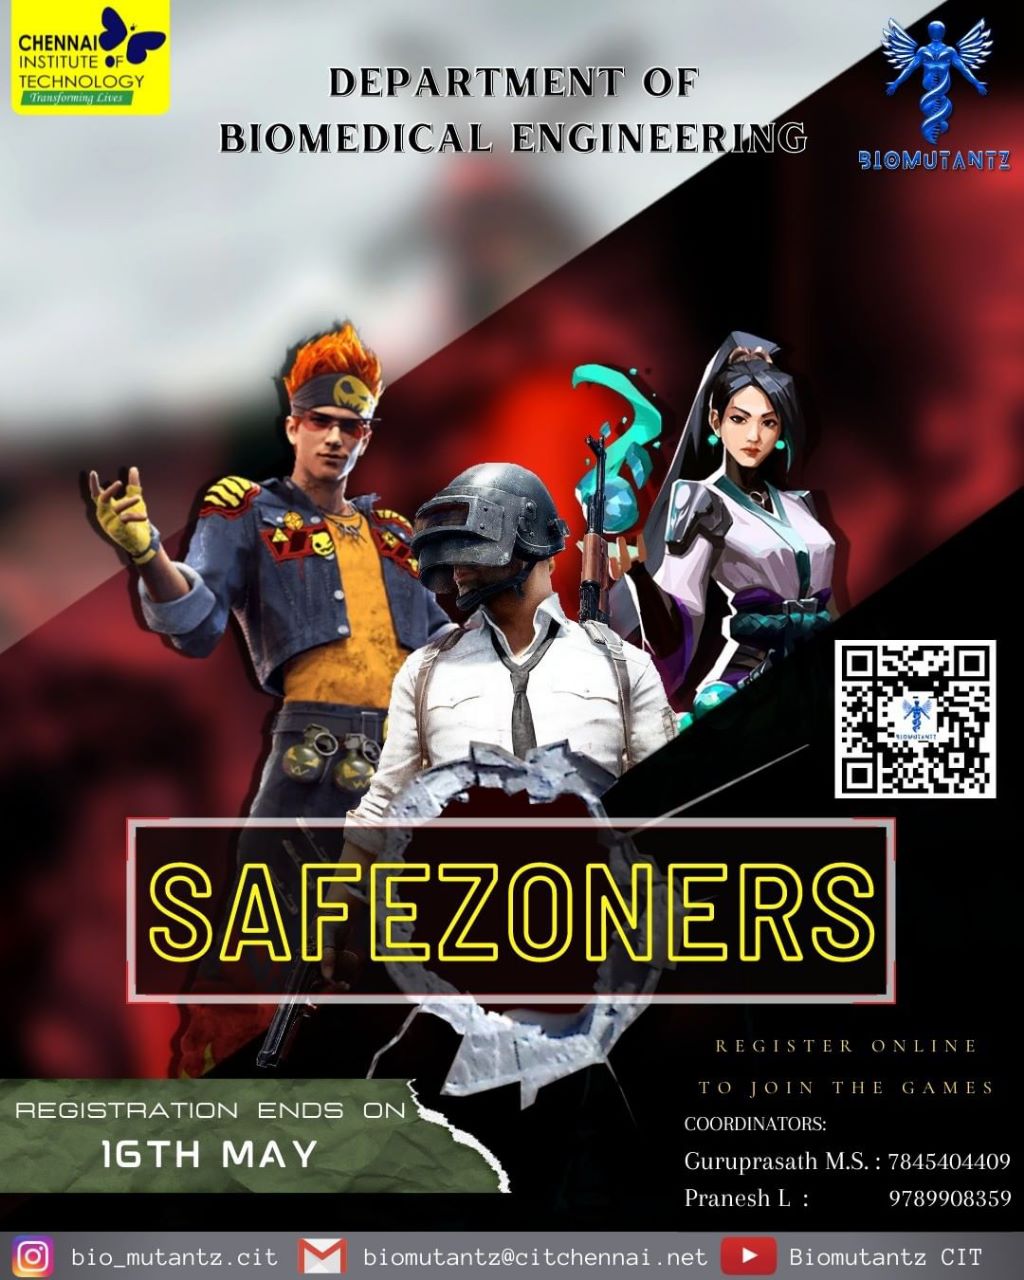 CHENNAI
INSTITUTE OF
TECHNOLOGY
Transforming Lives
DEPARTMENT OF
BIOMEDICAL ENGINEERING
BIOMUTANTZ
BIOMUTANTZ
SAFEZONERS
REGISTER ONLINE
TO JOIN THE GAMES
REGISTRATION ENDS ON
16TH MAY
COORDINATORS:
Guruprasath M.S. : 7845404409
Pranesh L : 9789908359
bio_mutantz.cit
biomutantz@citchennai.net
Biomutantz CIT